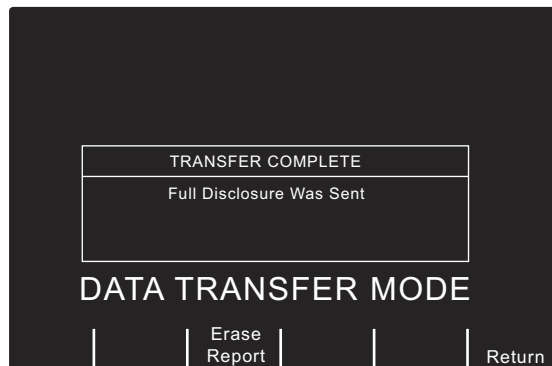 TRANSFER COMPLETE
Full Disclosure Was Sent
DATA TRANSFER MODE
Erase
Report
Return